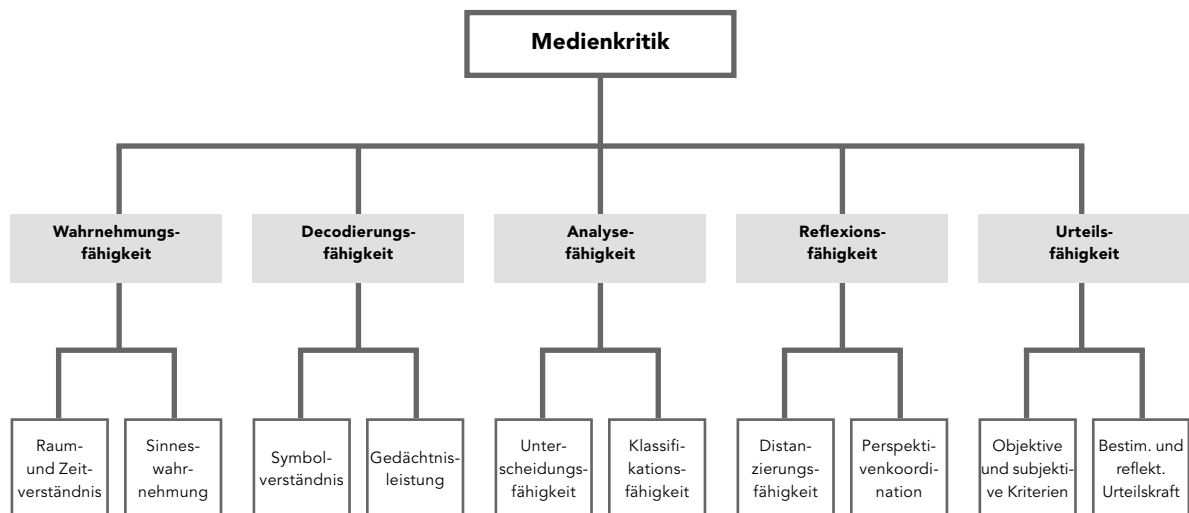 Medienkritik
Wahrnehmungs-
fähigkeit
Decodierungs-
fähigkeit
Analyse-
fähigkeit
Reflexions-
fähigkeit
Urteils-
fähigkeit
Raum-
und Zeit-
verständnis
Sinnes-
wahr-
nehmung
Symbol-
verständnis
Gedächtnis-
leistung
Unter-
scheidungs-
fähigkeit
Klassifi-
kations-
fähigkeit
Distan-
zierungs-
fähigkeit
Perspekti-
venkoordi-
nation
Objektive
und subjekti-
ve Kriterien
Bestim. und
reflekt.
Urteilskraft